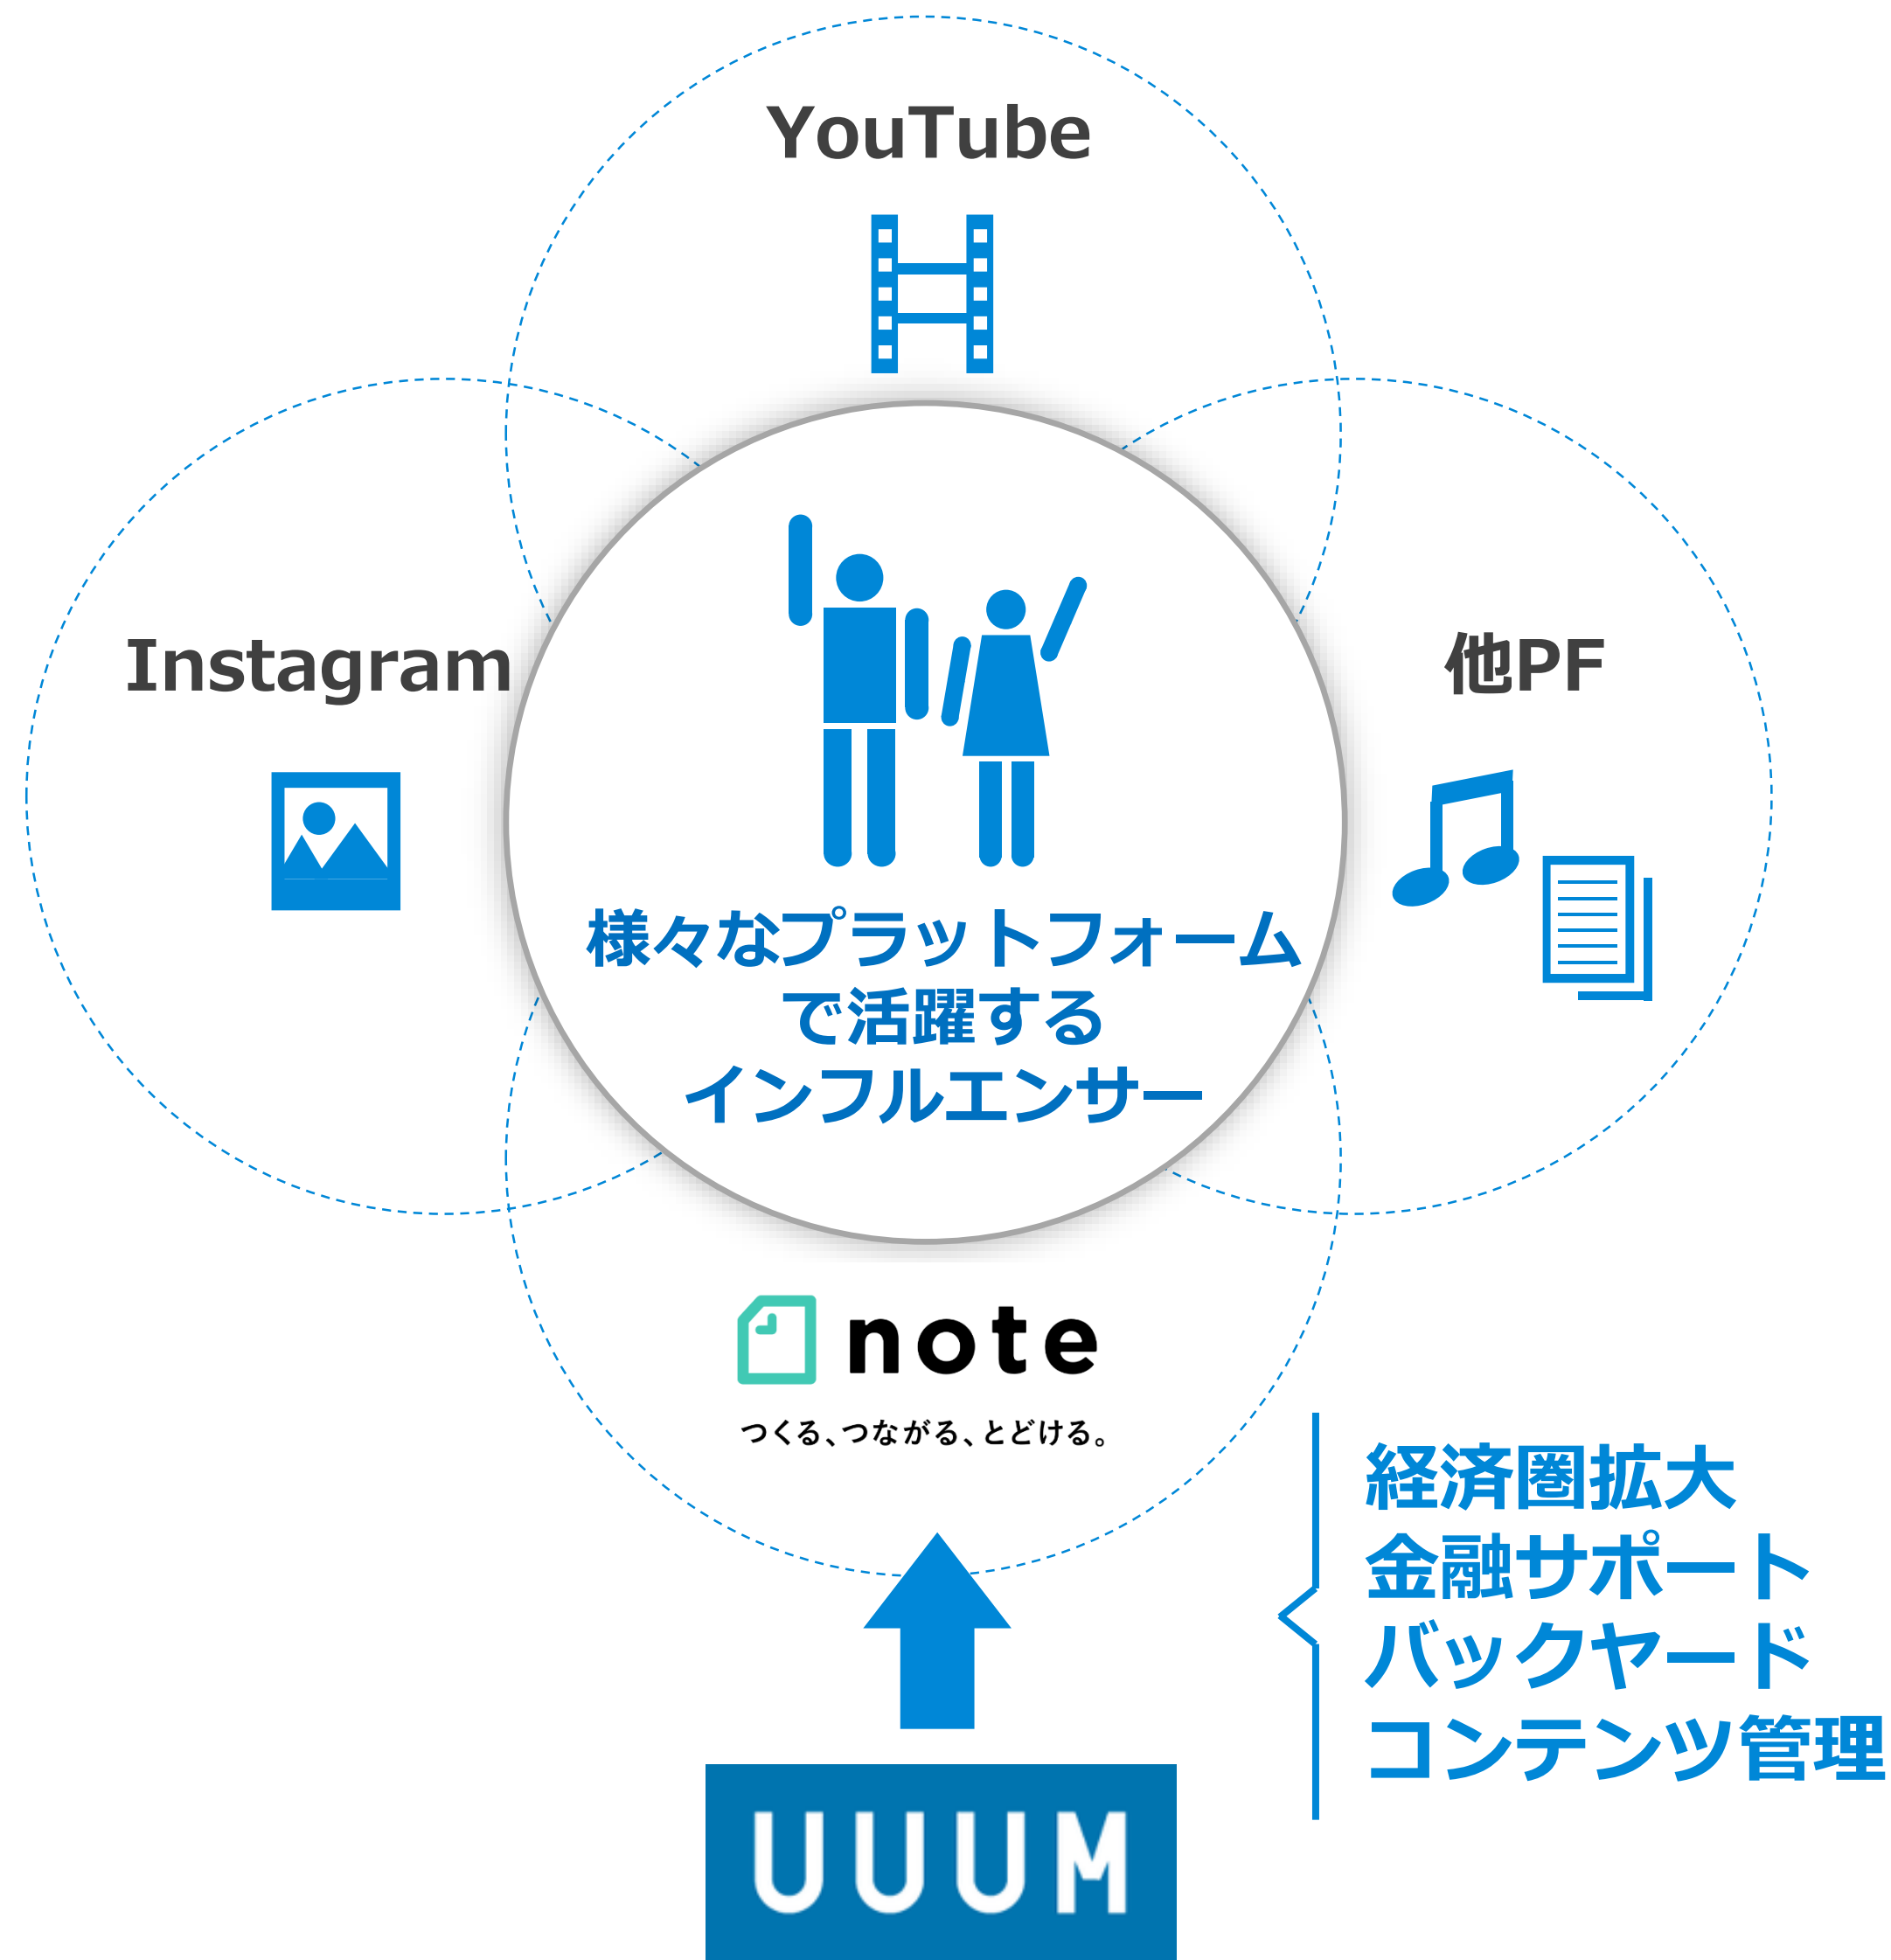 YouTube
Instagram
他PF
様々なプラットフォーム
で活躍する
インフルエンサー
note
つくる、つながる、とどける。
経済圏拡大
金融サポート
バックヤード
コンテンツ管理
UUUM